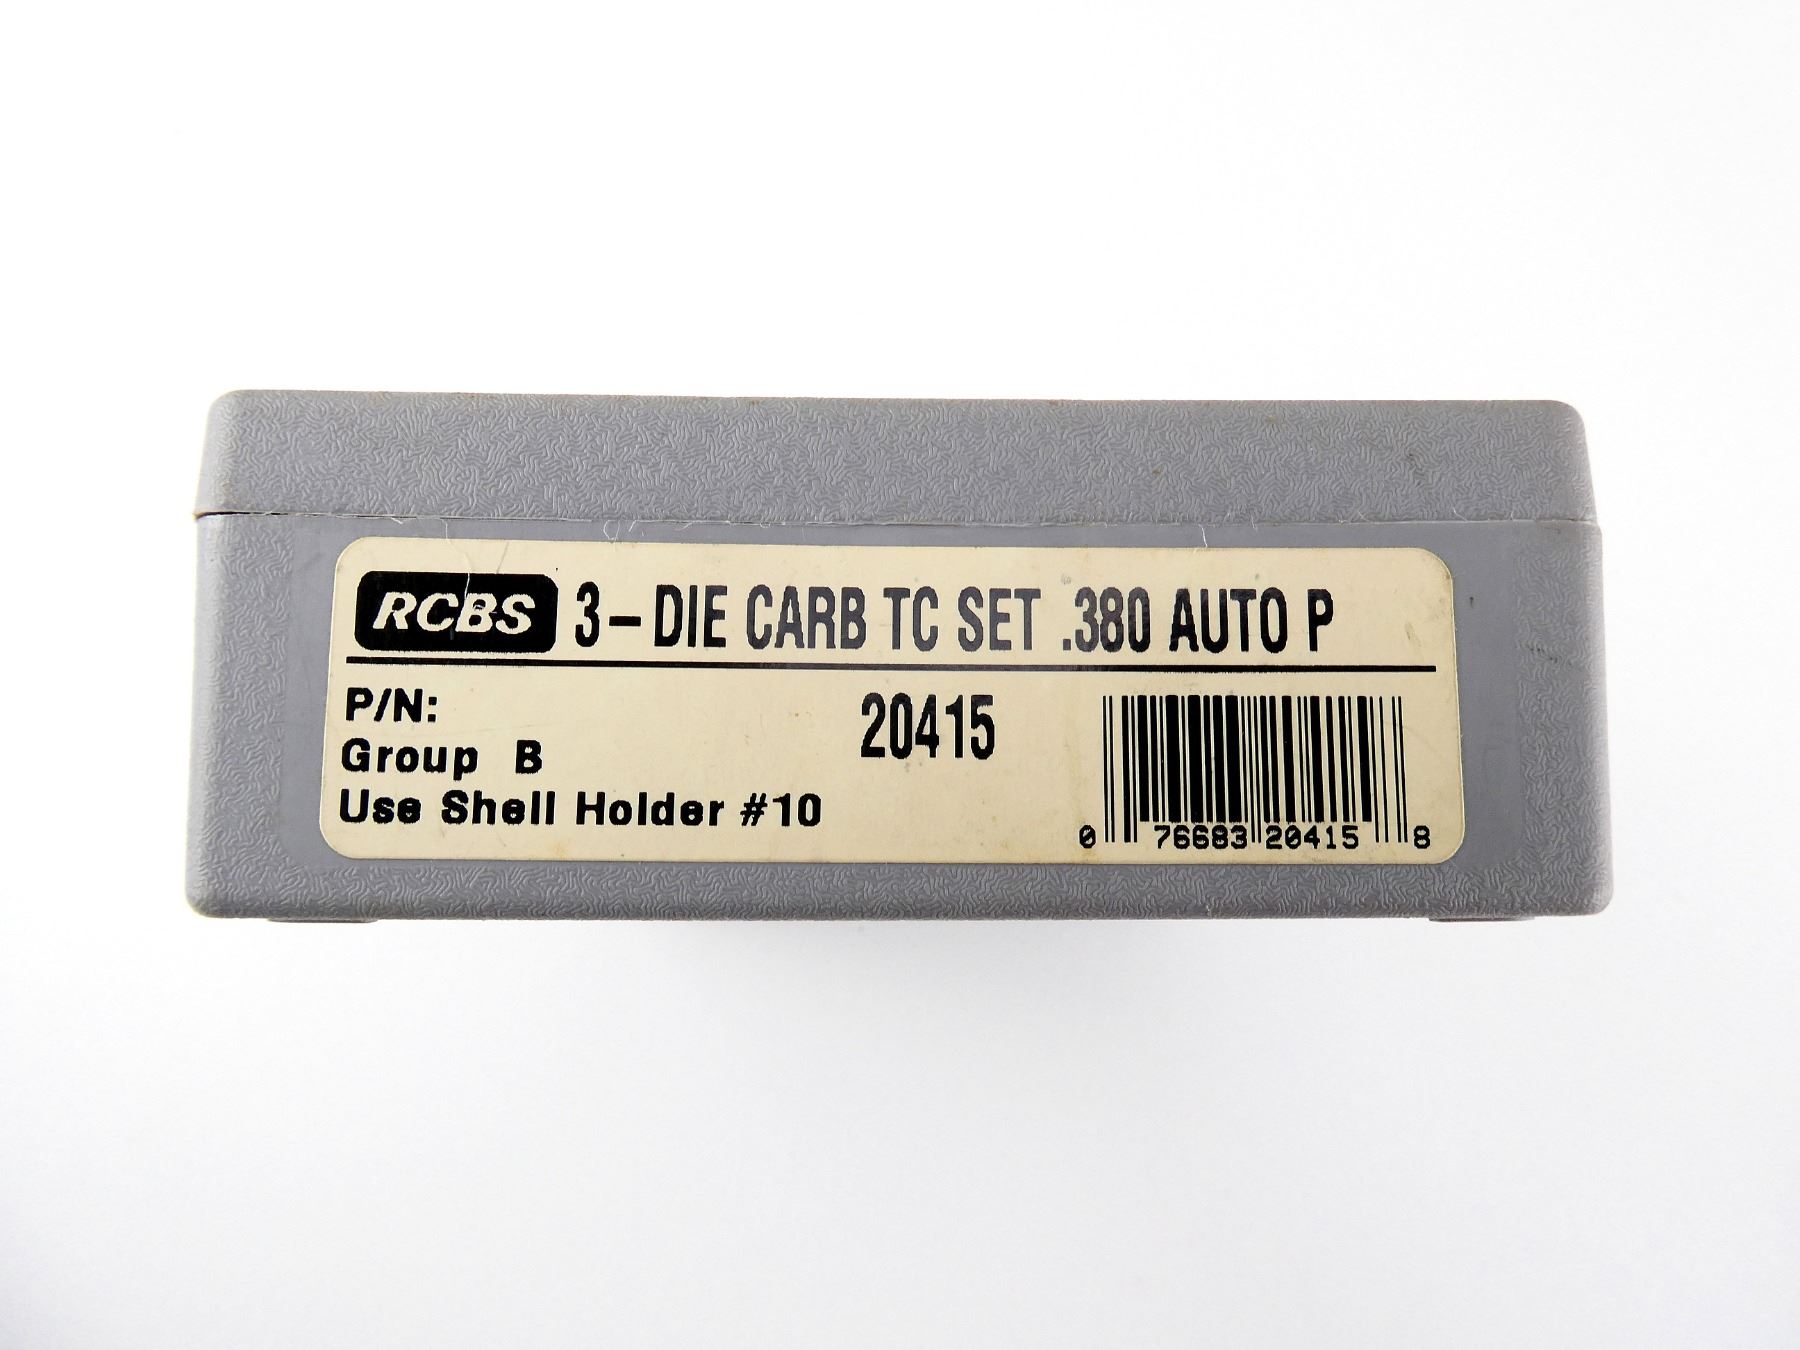 RCBS 3-DIE CARB TC SET .380 AUTO P
P/N: 20415
Group B
Use Shell Holder #10
0 76683 20415 8